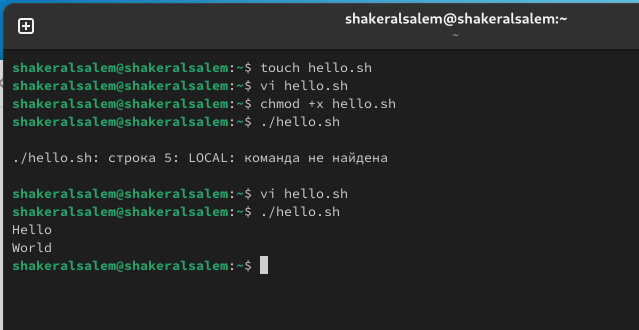 shakeralsalem@shakeralsalem:~
~
shakeralsalem@shakeralsalem:~$ touch hello.sh
shakeralsalem@shakeralsalem:~$ vi hello.sh
shakeralsalem@shakeralsalem:~$ chmod +x hello.sh
shakeralsalem@shakeralsalem:~$ ./hello.sh
./hello.sh: строка 5: LOCAL: команда не найдена
shakeralsalem@shakeralsalem:~$ vi hello.sh
shakeralsalem@shakeralsalem:~$ ./hello.sh
Hello
World
shakeralsalem@shakeralsalem:~$